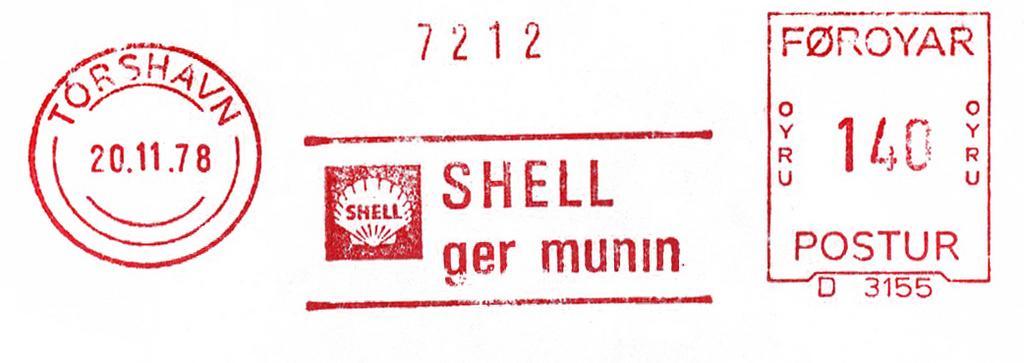 7212
TÓRSHAVN
20.11.78
SHELL
SHELL
ger munin
FØROYAR
OYRU 140 OYRU
POSTUR
D 3155